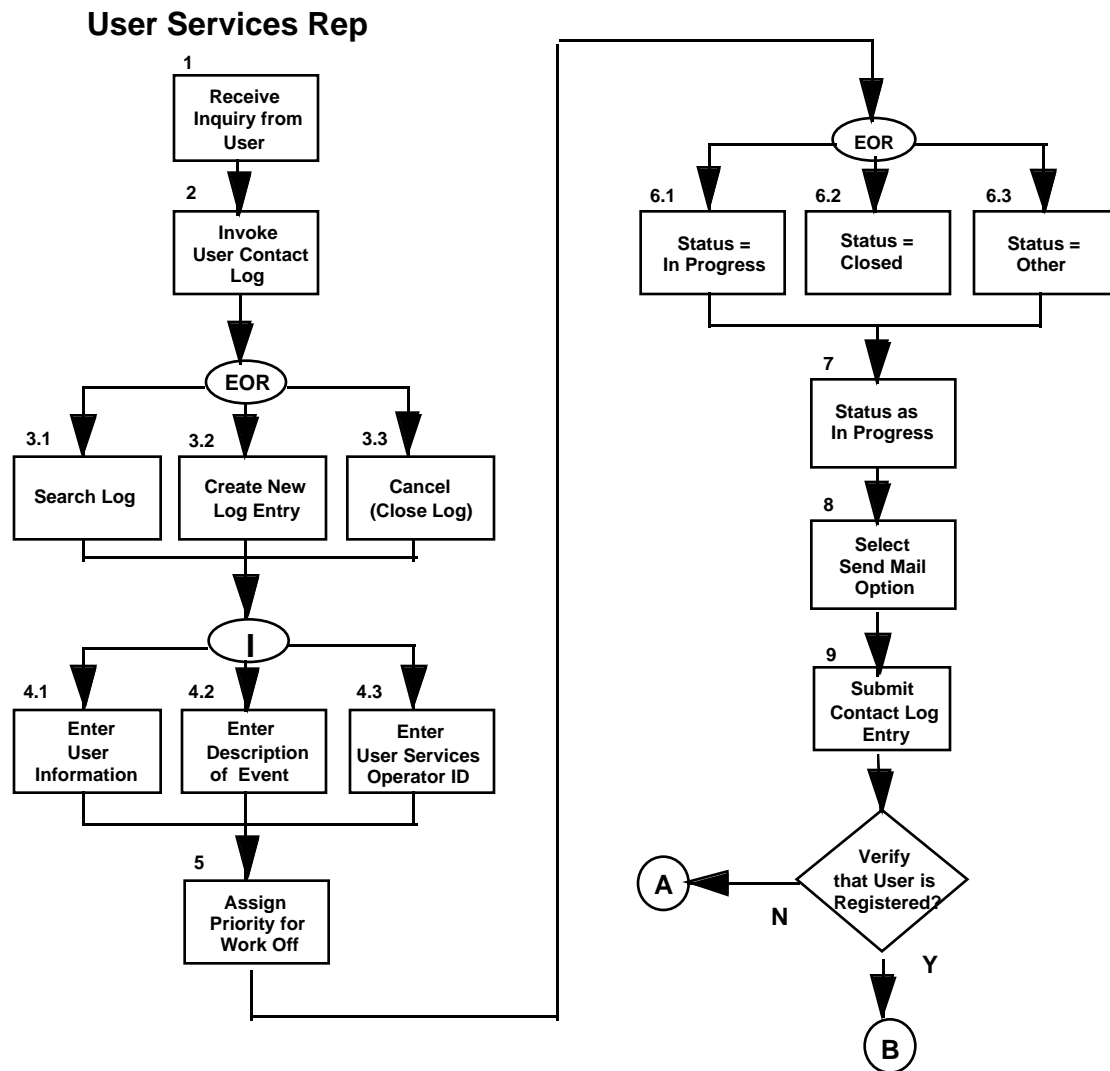 User Services Rep
1
Receive
Inquiry from
User
2
Invoke
User Contact
Log
EOR
3.1
Search Log
3.2
Create New
Log Entry
3.3
Cancel
(Close Log)
I
4.1
Enter
User
Information
4.2
Enter
Description
of Event
4.3
Enter
User Services
Operator ID
5
Assign
Priority for
Work Off
EOR
6.1
Status =
In Progress
6.2
Status =
Closed
6.3
Status =
Other
7
Status as
In Progress
8
Select
Send Mail
Option
9
Submit
Contact Log
Entry
Verify
that User is
Registered?
A
N
Y
B